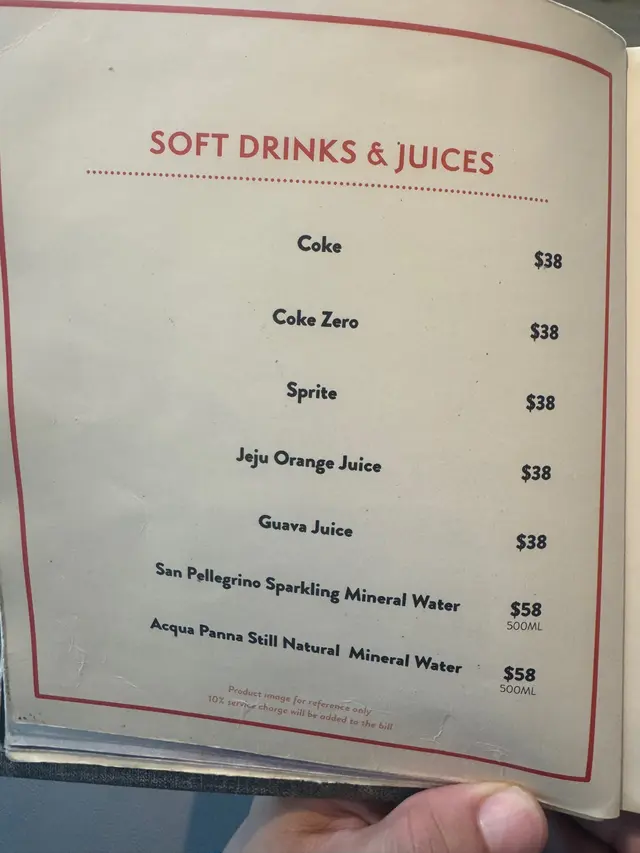 SOFT DRINKS & JUICES
Coke $38
Coke Zero $38
Sprite $38
Jeju Orange Juice $38
Guava Juice $38
San Pellegrino Sparkling Mineral Water $58
500ML
Acqua Panna Still Natural Mineral Water $58
500ML
Product image for reference only
10% service charge will be added to the bill